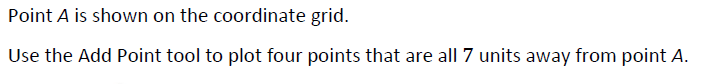 Point A is shown on the coordinate grid.
Use the Add Point tool to plot four points that are all 7 units away from point A.